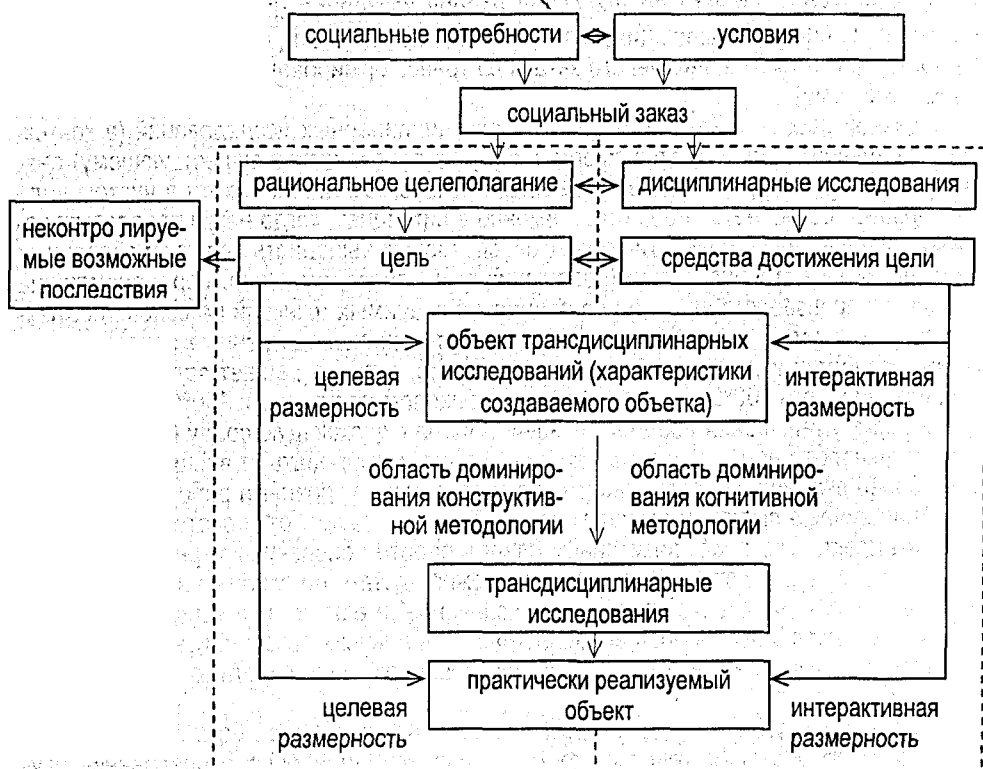 социальные потребности
условия
социальный заказ
рациональное целеполагание
дисциплинарные исследования
неконтро лируе-
мые возможные
последствия
цель
средства достижения цели
объект трансдисциплинарных
исследований (характеристики
создаваемого объетка)
целевая
размерность
интерактивная
размерность
область доминиро-
вания конструктив-
ной методологии
область доминиро-
вания когнитивной
методологии
трансдисциплинарные
исследования
практически реализуемый
объект
целевая
размерность
интерактивная
размерность